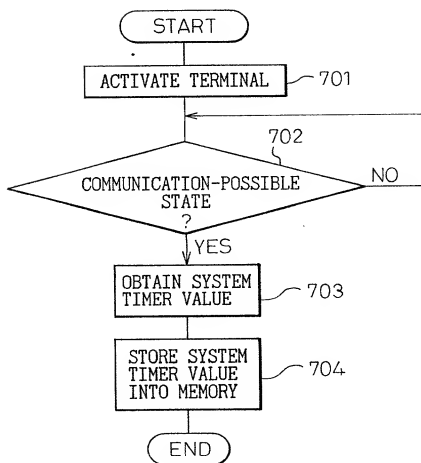 START
ACTIVATE TERMINAL
701
702
COMMUNICATION-POSSIBLE
STATE
?
NO
YES
OBTAIN SYSTEM
TIMER VALUE
703
STORE SYSTEM
TIMER VALUE
INTO MEMORY
704
END